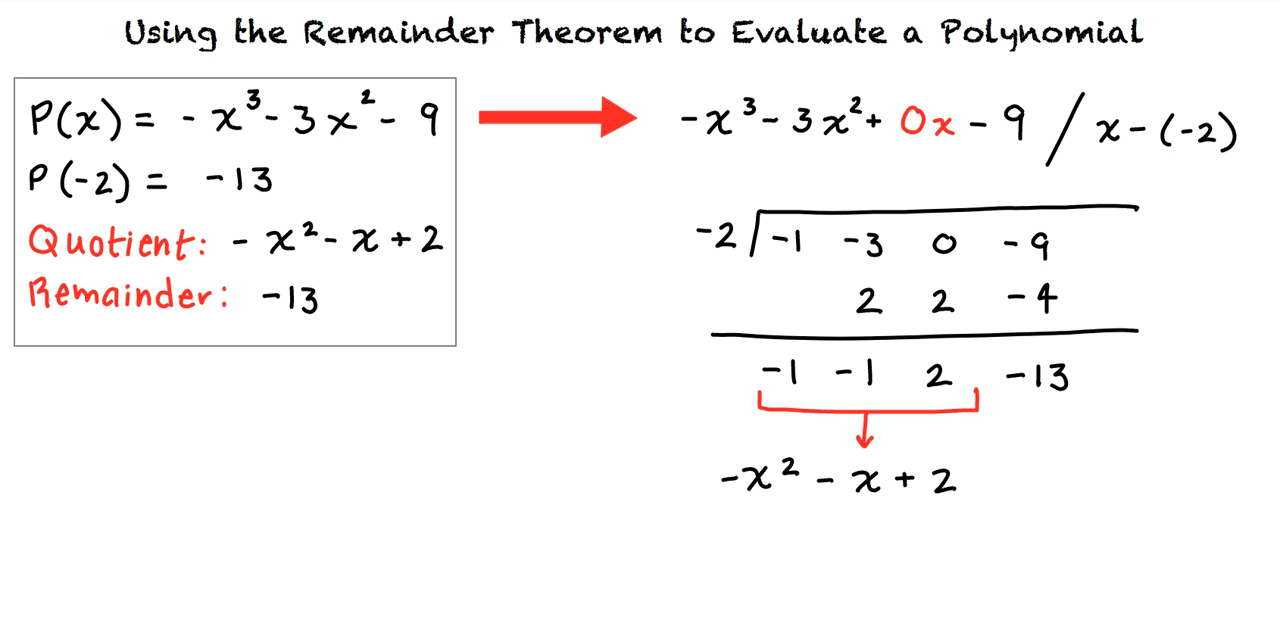 Using the Remainder Theorem to Evaluate a Polynomial
P(x) = -x³ - 3x² - 9
P(-2) = -13
Quotient: -x² - x + 2
Remainder: -13
-x³ - 3x² + 0x - 9 / x - (-2)
-2 -1 -3 0 -9
2 2 -4
-1 -1 2 -13
-x² - x + 2